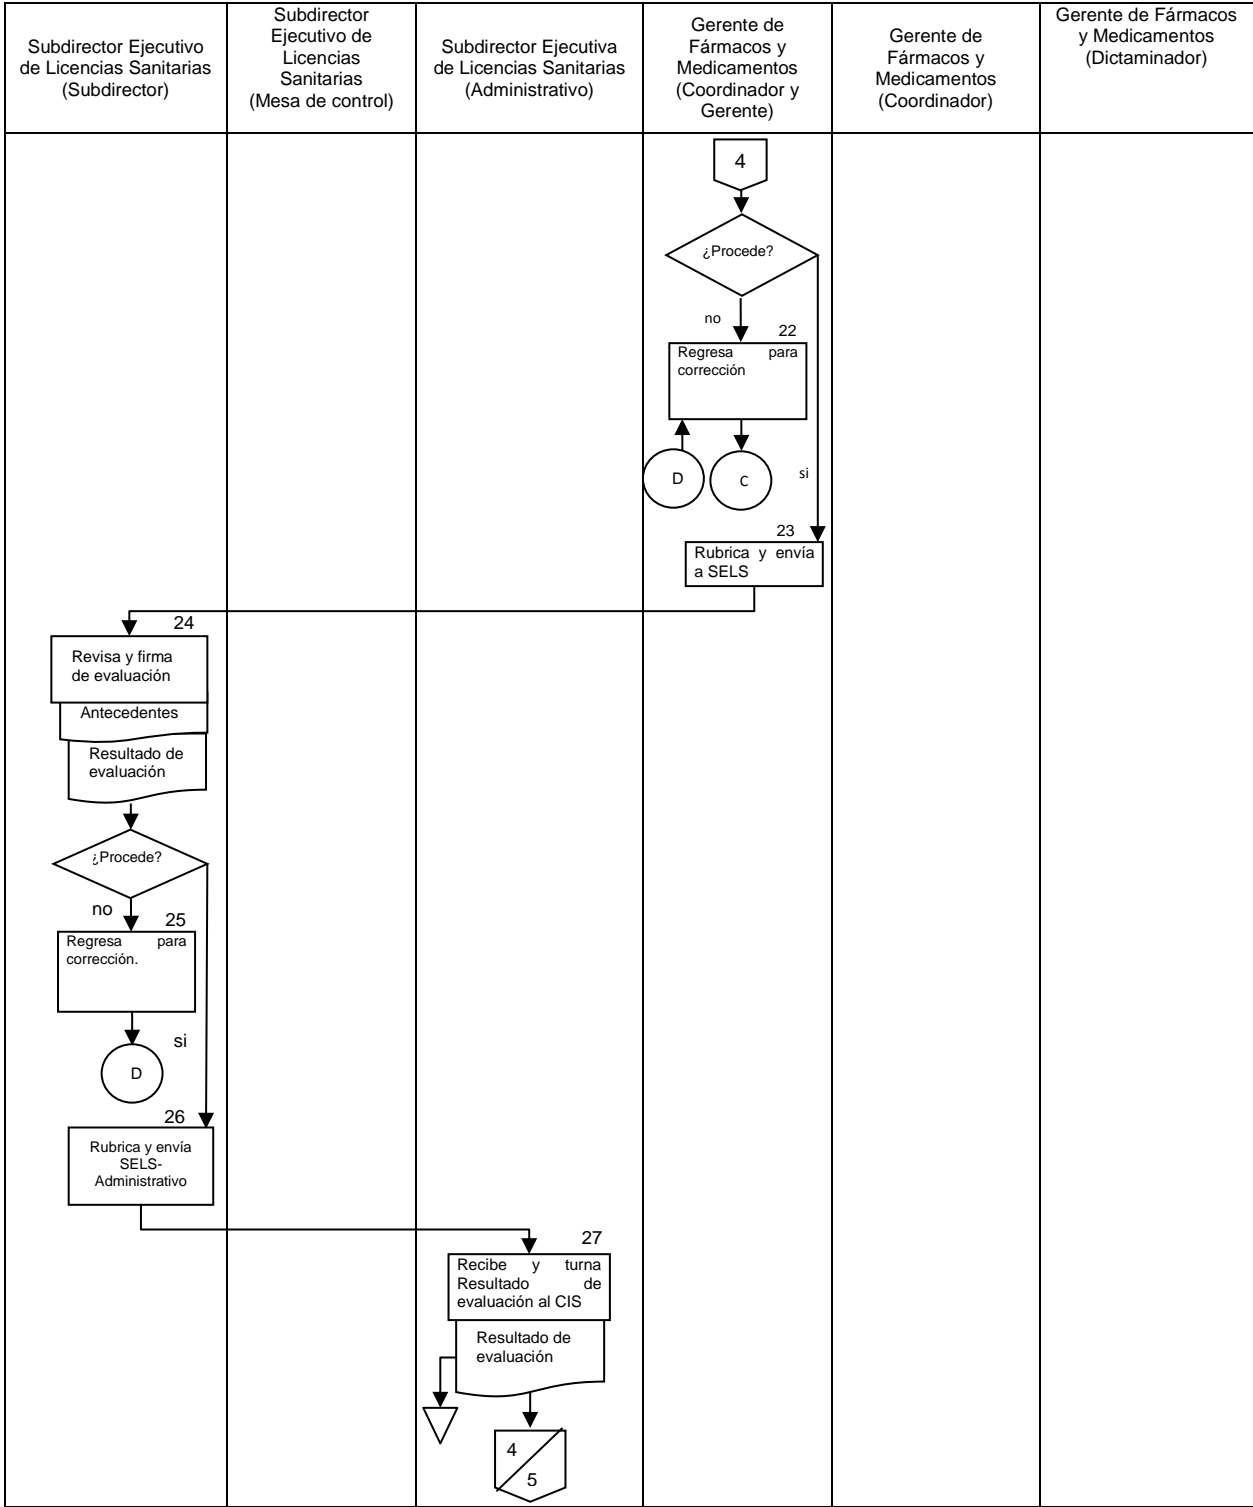 Subdirector Ejecutivo
de Licencias Sanitarias
(Subdirector)
Subdirector
Ejecutivo de
Licencias
Sanitarias
(Mesa de control)
Subdirector Ejecutiva
de Licencias Sanitarias
(Administrativo)
Gerente de
Fármacos y
Medicamentos
(Coordinador y
Gerente)
Gerente de
Fármacos y
Medicamentos
(Coordinador)
Gerente de Fármacos
y Medicamentos
(Dictaminador)
4
¿Procede?
no
22
Regresa para
corrección
D
C
si
23
Rubrica y envía
a SELS
24
Revisa y firma
de evaluación
Antecedentes
Resultado de
evaluación
¿Procede?
no
25
Regresa para
corrección.
si
D
26
Rubrica y envía
SELS-
Administrativo
27
Recibe y turna
Resultado de
evaluación al CIS
Resultado de
evaluación
4
5